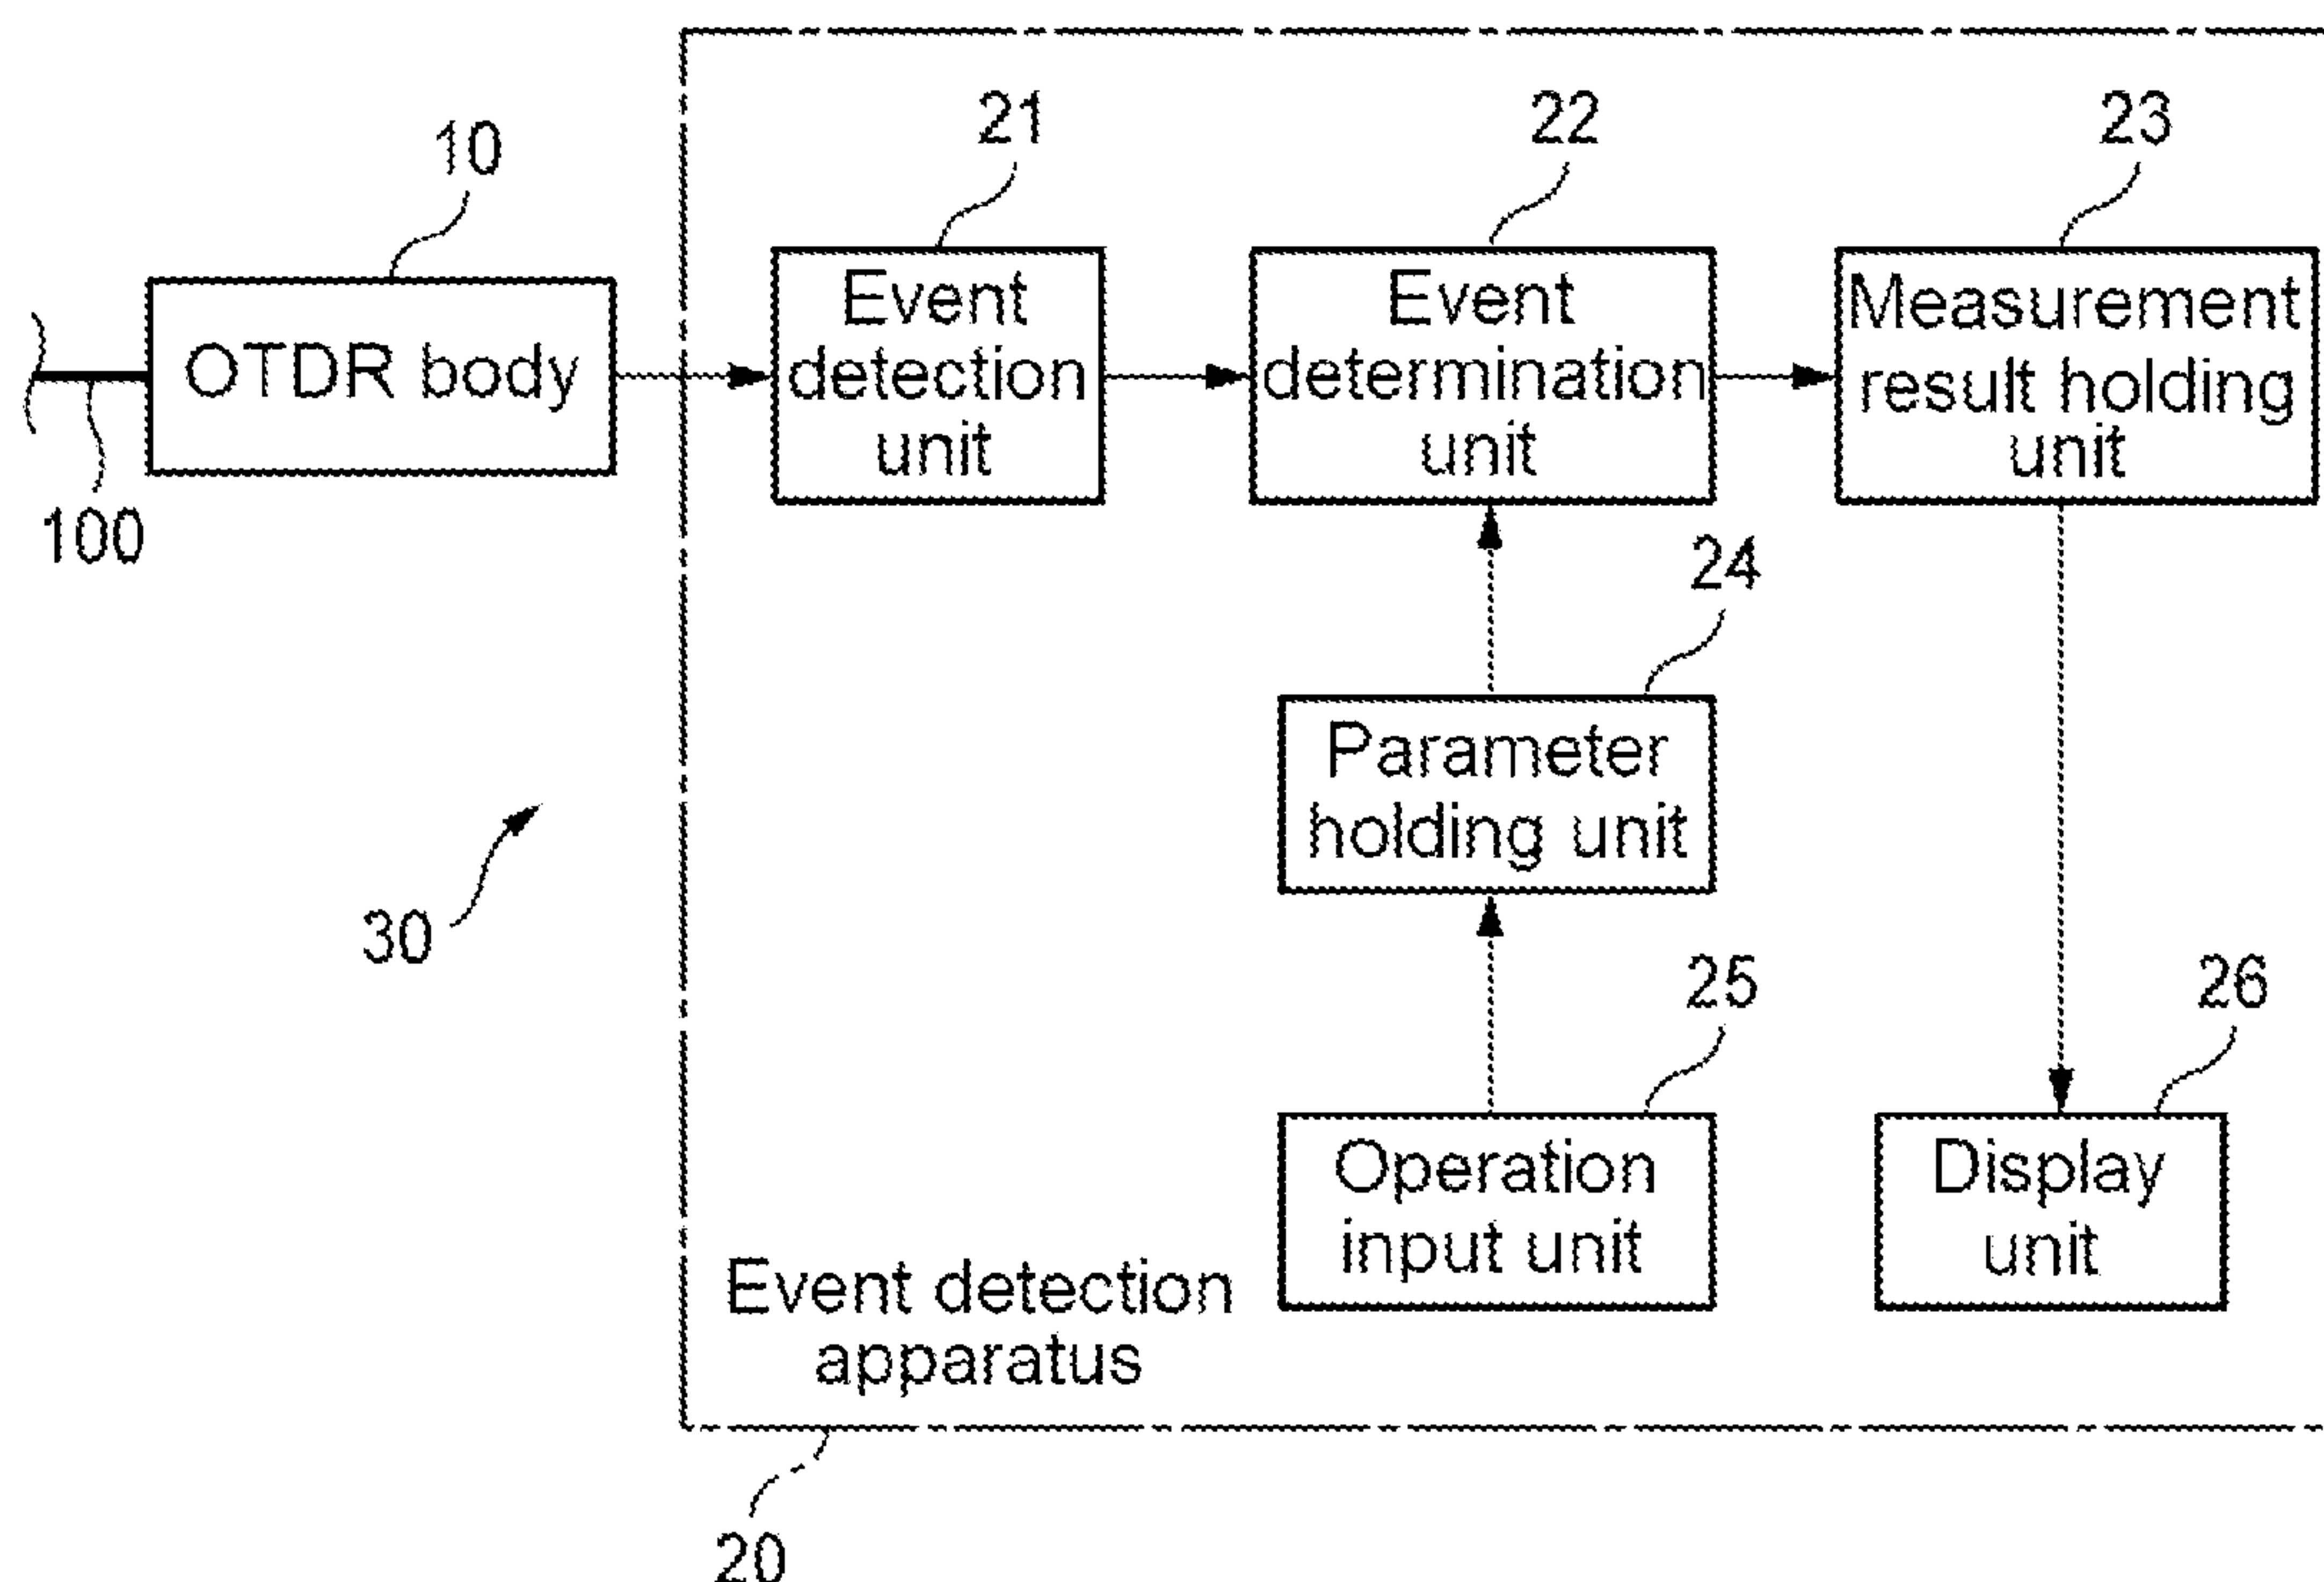 10
21
22
23
OTDR body
Event
detection
unit
Event
determination
unit
Measurement
result holding
unit
100
24
Parameter
holding unit
30
25
26
Operation
input unit
Display
unit
Event detection
apparatus
20